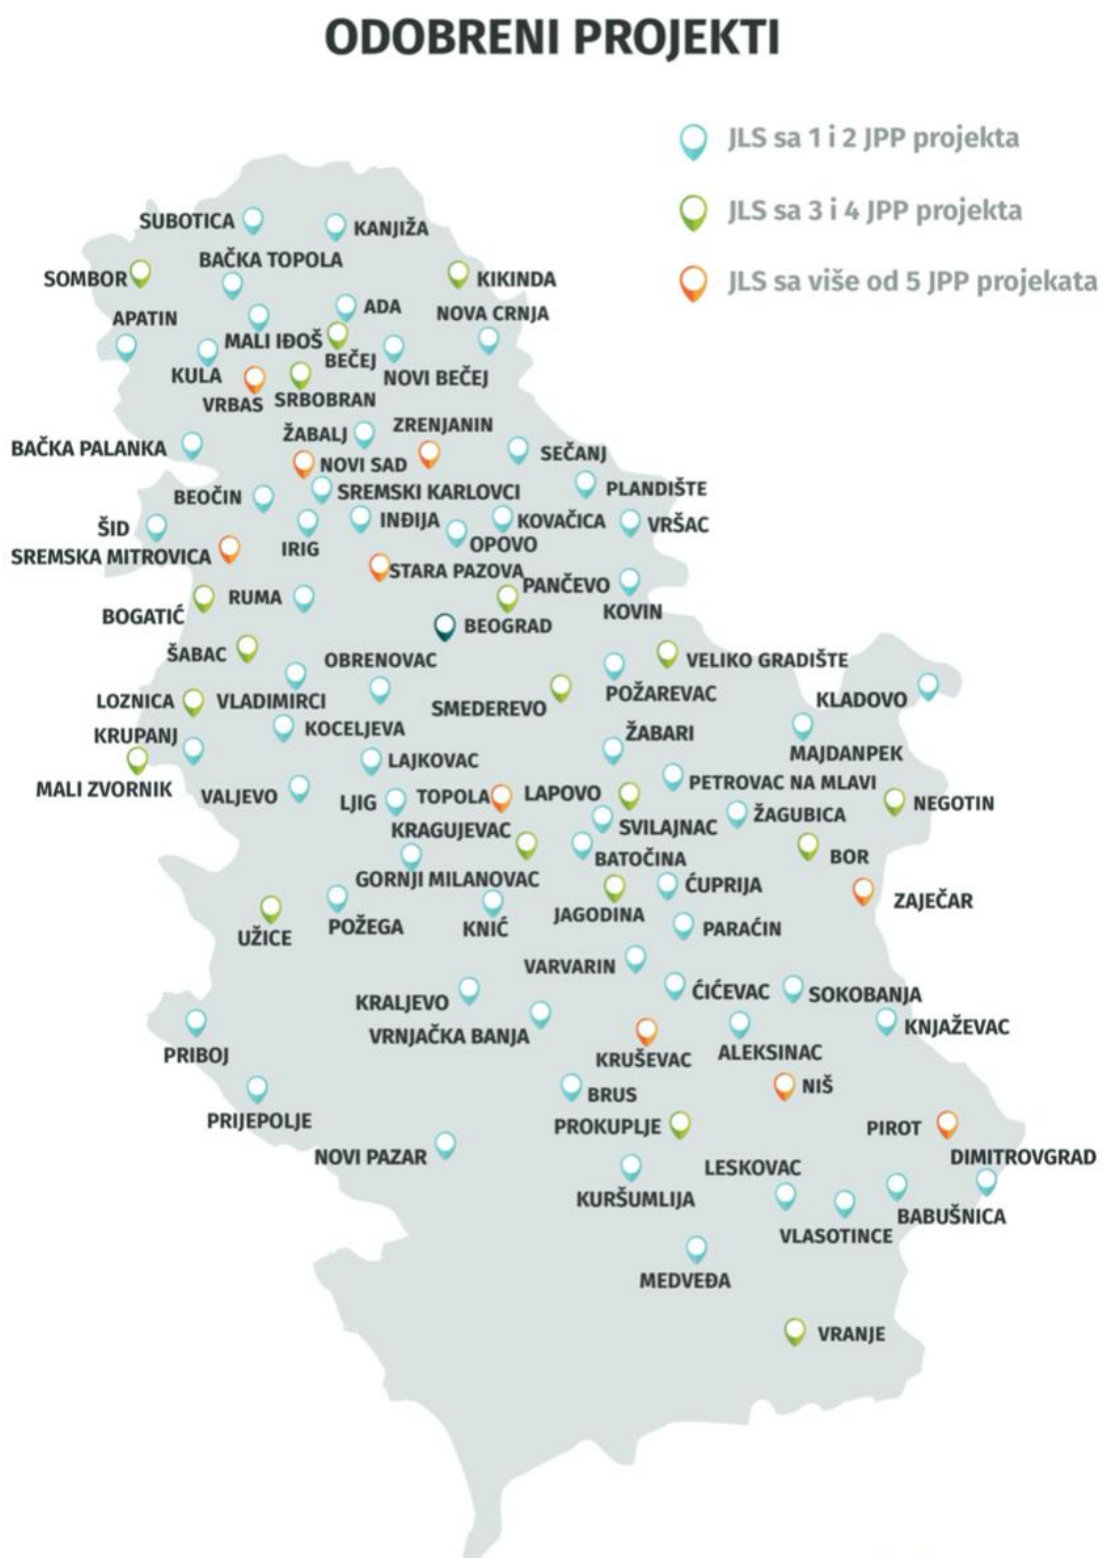 ODOBRENI PROJEKTI
JLS sa 1 i 2 JPP projekta
JLS sa 3 i 4 JPP projekta
JLS sa više od 5 JPP projekata
SUBOTICA
KANJIŽA
BAČKA TOPOLA
SOMBOR
KIKINDA
ADA
NOVA CRNJA
APATIN
MALI IĐOŠ
BEČEJ
KULA
NOVI BEČEJ
VRBAS
SRBOBRAN
ŽABALJ
ZRENJANIN
BAČKA PALANKA
SEČANJ
NOVI SAD
BEOČIN
SREMSKI KARLOVCI
PLANDIŠTE
ŠID
INĐIJA
KOVAČICA
VRŠAC
SREMSKA MITROVICA
IRIG
OPOVO
STARA PAZOVA
PANČEVO
BOGATIĆ
RUMA
KOVIN
BEOGRAD
ŠABAC
OBRENOVAC
VELIKO GRADIŠTE
POŽAREVAC
LOZNICA
VLADIMIRCI
SMEDEREVO
KLADOVO
KRUPANJ
KOCELJEVA
ŽABARI
MAJDANPEK
LAJKOVAC
MALI ZVORNIK
VALJEVO
PETROVAC NA MLAVI
LJIG
TOPOLA
LAPOVO
NEGOTIN
KRAGUJEVAC
SVILAJNAC
ŽAGUBICA
BATOČINA
BOR
GORNJI MILANOVAC
ĆUPRIJA
ZAJEČAR
UŽICE
POŽEGA
KNIĆ
JAGODINA
PARAĆIN
VARVARIN
KRALJEVO
ĆIĆEVAC
SOKOBANJA
VRNJAČKA BANJA
KNJAŽEVAC
PRIBOJ
KRUŠEVAC
ALEKSINAC
BRUS
NIŠ
PRIJEPOLJE
PROKUPLJE
PIROT
NOVI PAZAR
LESKOVAC
DIMITROVGRAD
KURŠUMLIJA
BABUŠNICA
VLASOTINCE
MEDVEĐA
VRANJE